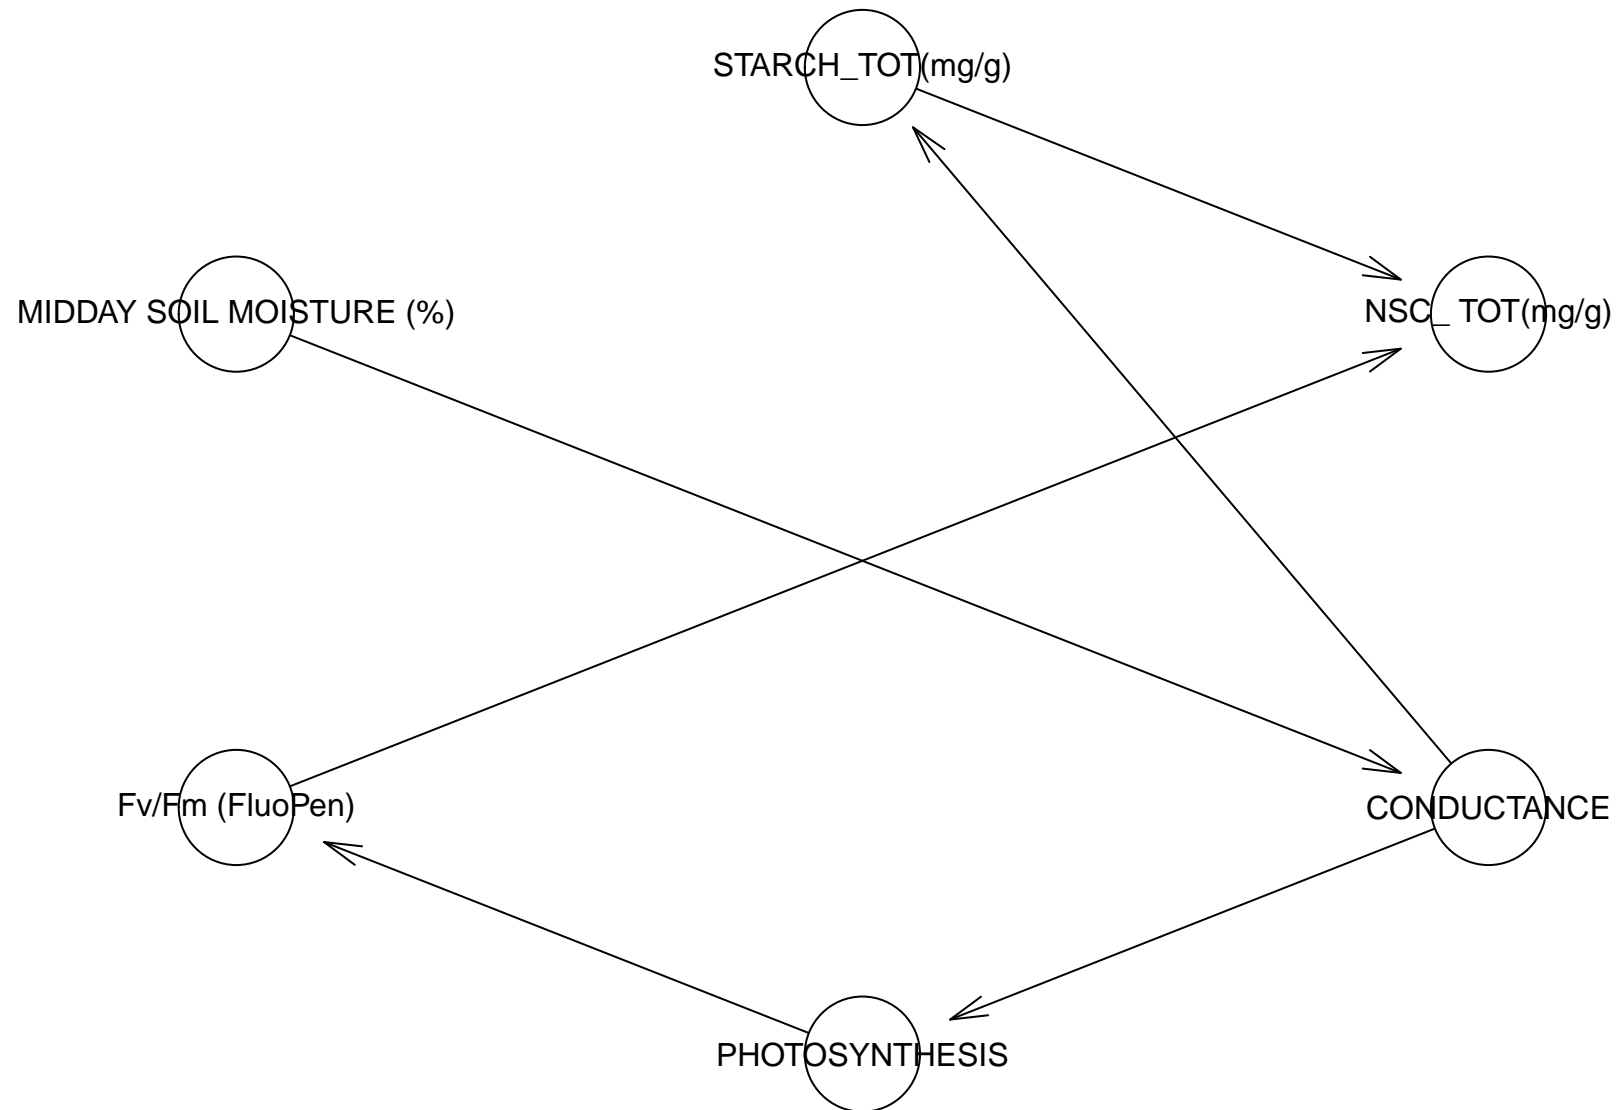 STARCH_TOT(mg/g)
MIDDAY SOIL MOISTURE (%)
NSC_ TOT(mg/g)
Fv/Fm (FluoPen)
CONDUCTANCE
PHOTOSYNTHESIS